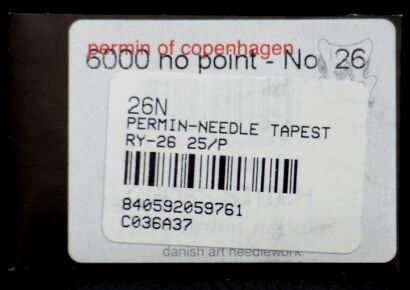 permin of copenhagen
6000 no point - No 26
26N
PERMIN-NEEDLE TAPEST
RY-26 25/P
840592059761
C036A37
danish art needlework